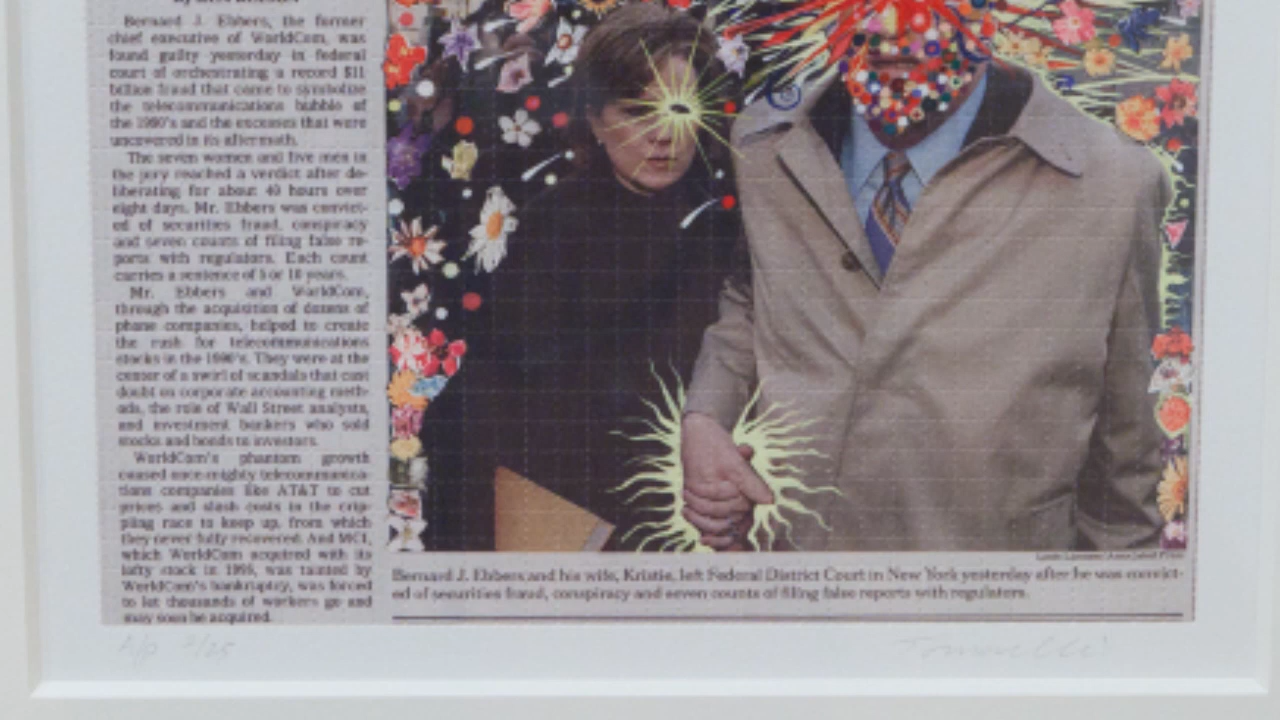 Bernard J. Ebbers, the former
chief executive of WorldCom, was
found guilty yesterday in federal
court of orchestrating a record $11
billion fraud that came to symbolize
the telecommunications bubble of
the 1990's and the excesses that were
uncovered in its aftermath.
The seven women and five men in
the jury reached a verdict after de-
liberating for about 40 hours over
eight days. Mr. Ebbers was convict-
ed of securities fraud, conspiracy
and seven counts of filing false re-
ports with regulators. Each count
carries a sentence of 5 or 10 years.
Mr. Ebbers and WorldCom,
through the acquisition of dozens of
phone companies, helped to create
the rush for telecommunications
stocks in the 1990's. They were at the
center of a swirl of scandals that cast
doubt on corporate accounting meth-
ods, the role of Wall Street analysts,
and investment bankers who sold
stocks and bonds to investors.
WorldCom's phantom growth
caused once-mighty telecommunica-
tions companies like AT&T to cut
prices and slash costs in the crip-
pling race to keep up, from which
they never fully recovered. And MCI,
which WorldCom acquired with its
lofty stock in 1998, was tainted by
WorldCom's bankruptcy, was forced
to let thousands of workers go and
may soon be acquired.
Bernard J. Ebbers and his wife, Kristie, left Federal District Court in New York yesterday after he was convict-
ed of securities fraud, conspiracy and seven counts of filing false reports with regulators.